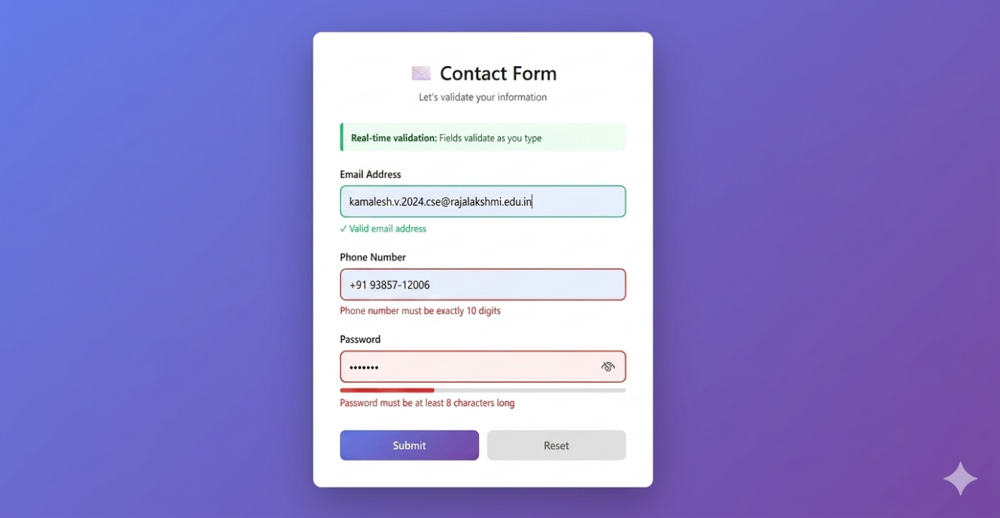 Contact Form
Let's validate your information
Real-time validation: Fields validate as you type
Email Address
kamalesh.v.2024.cse@rajalakshmi.edu.in
✓ Valid email address
Phone Number
+91 93857-12006
Phone number must be exactly 10 digits
Password
•••••••
Password must be at least 8 characters long
Submit
Reset